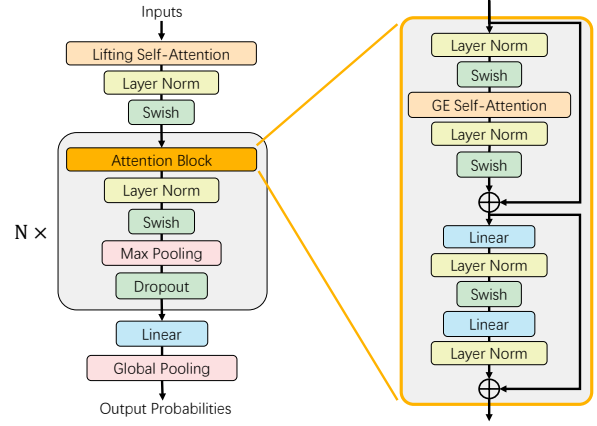 Inputs
Lifting Self-Attention
Layer Norm
Swish
N ×
Attention Block
Layer Norm
Swish
Max Pooling
Dropout
Linear
Global Pooling
Output Probabilities
Layer Norm
Swish
GE Self-Attention
Layer Norm
Swish
Linear
Layer Norm
Swish
Linear
Layer Norm